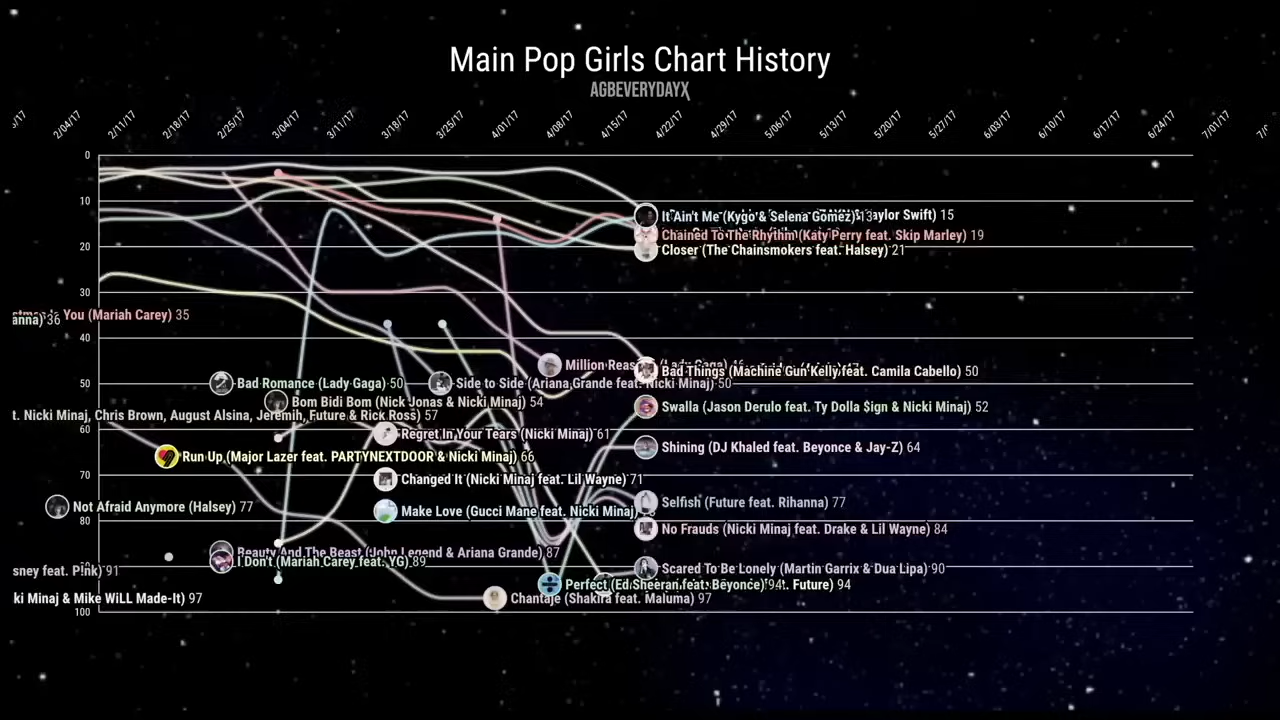 Main Pop Girls Chart History
AGBEVERYDAYX
2/04/17 2/11/17 2/18/17 2/25/17 3/04/17 3/11/17 3/18/17 3/25/17 4/01/17 4/08/17 4/15/17 4/22/17 4/29/17 5/06/17 5/13/17 5/20/17 5/27/17 6/03/17 6/10/17 6/17/17 6/24/17 7/01/17
0
10
It Ain't Me (Kygo & Selena Gomez) 13 Taylor Swift) 15
Chained To The Rhythm (Katy Perry feat. Skip Marley) 19
20
Closer (The Chainsmokers feat. Halsey) 21
30
You (Mariah Carey) 35
36
40
Million (Lady Gaga) 46
Bad Things (Machine Gun Kelly feat. Camila Cabello) 50
50
Bad Romance (Lady Gaga) 50
Side to Side (Ariana Grande feat. Nicki Minaj) 50
Bom Bidi Bom (Nick Jonas & Nicki Minaj) 54
Swalla (Jason Derulo feat. Ty Dolla $ign & Nicki Minaj) 52
t. Nicki Minaj, Chris Brown, August Alsina, Jeremih, Future & Rick Ross) 57
60
Regret In Your Tears (Nicki Minaj) 61
Shining (DJ Khaled feat. Beyonce & Jay-Z) 64
Run Up (Major Lazer feat. PARTYNEXTDOOR & Nicki Minaj) 66
70
Changed It (Nicki Minaj feat. Lil Wayne) 71
Selfish (Future feat. Rihanna) 77
Not Afraid Anymore (Halsey) 77
Make Love (Gucci Mane feat. Nicki Minaj)
80
No Frauds (Nicki Minaj feat. Drake & Lil Wayne) 84
Beauty And The Beast (John Legend & Ariana Grande) 87
I Don't (Mariah Carey feat. YG) 89
90
Scared To Be Lonely (Martin Garrix & Dua Lipa) 90
sney feat. P!nk) 91
Perfect (Ed Sheeran feat. Beyonce) 94 Future) 94
ki Minaj & Mike WiLL Made-It) 97
Chantaje (Shakira feat. Maluma) 97
100